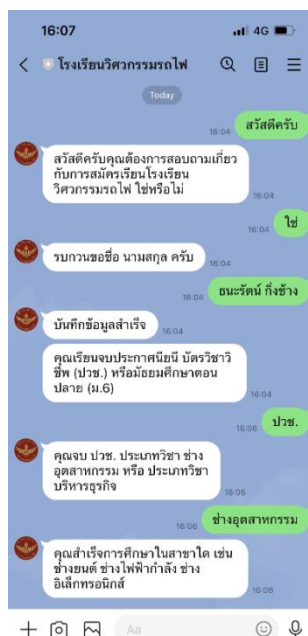 16:07
4G
โรงเรียนวิศวกรรมรถไฟ
Today
สวัสดีครับ
16:04
สวัสดีครับคุณต้องการสอบถามเกี่ยว
กับการสมัครเรียนโรงเรียน
วิศวกรรมรถไฟ ใช่หรือไม่
16:04
ใช่
16:04
รบกวนขอชื่อ นามสกุล ครับ
16:04
ธนะรัตน์ กิ่งช้าง
16:04
บันทึกข้อมูลสำเร็จ
16:04
คุณเรียนจบประกาศนียนี บัตรวิชาวิ
ชีพ (ปวช.) หรือมัธยมศึกษาตอน
ปลาย (ม.6)
16:04
ปวช.
16:06
คุณจบ ปวช. ประเภทวิชา ช่าง
อุตสาหกรรม หรือ ประเภทวิชา
บริหารธุรกิจ
16:06
ช่างอุตสาหกรรม
16:06
คุณสำเร็จการศึกษาในสาขาใด เช่น
ช่างยนต์ ช่างไฟฟ้ากำลัง ช่าง
อิเล็กทรอนิกส์
16:06
Aa